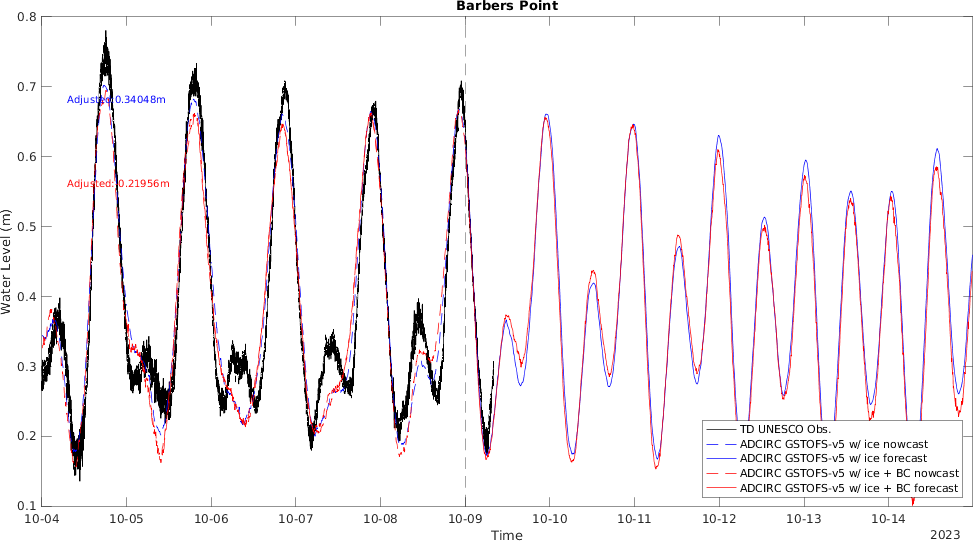 Barbers Point
0.8
0.7
0.6
0.5
0.4
0.3
0.2
0.1
Water Level (m)
Adjusted: 0.34048m
Adjusted: 0.21956m
TD UNESCO Obs.
ADCIRC GSTOFS-v5 w/ ice nowcast
ADCIRC GSTOFS-v5 w/ ice forecast
ADCIRC GSTOFS-v5 w/ ice + BC nowcast
ADCIRC GSTOFS-v5 w/ ice + BC forecast
10-04 10-05 10-06 10-07 10-08 10-09 10-10 10-11 10-12 10-13 10-14
Time
2023